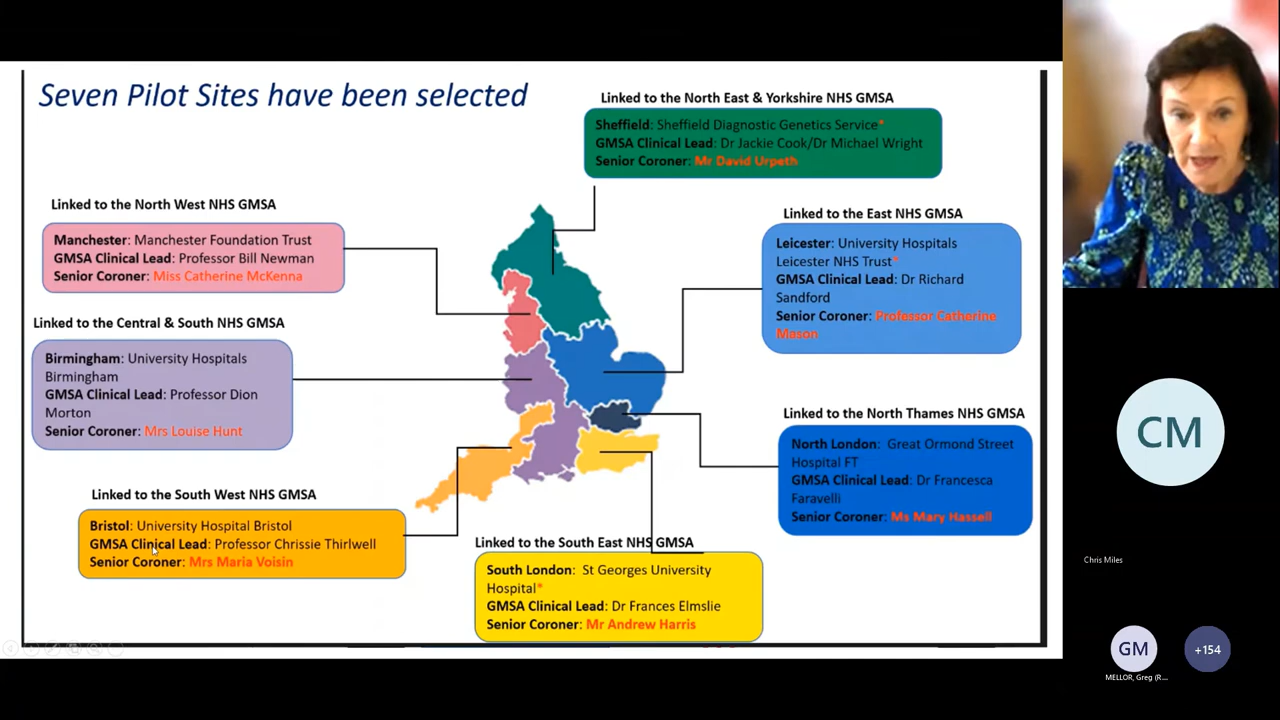 Seven Pilot Sites have been selected
Linked to the North East & Yorkshire NHS GMSA
Sheffield: Sheffield Diagnostic Genetics Service*
GMSA Clinical Lead: Dr Jackie Cook/Dr Michael Wright
Senior Coroner: Mr David Urpeth
Linked to the North West NHS GMSA
Manchester: Manchester Foundation Trust
GMSA Clinical Lead: Professor Bill Newman
Senior Coroner: Miss Catherine McKenna
Linked to the East NHS GMSA
Leicester: University Hospitals
Leicester NHS Trust*
GMSA Clinical Lead: Dr Richard
Sandford
Senior Coroner: Professor Catherine
Mason
Linked to the Central & South NHS GMSA
Birmingham: University Hospitals
Birmingham
GMSA Clinical Lead: Professor Dion
Morton
Senior Coroner: Mrs Louise Hunt
Linked to the North Thames NHS GMSA
North London: Great Ormond Street
Hospital FT
GMSA Clinical Lead: Dr Francesca
Faravelli
Senior Coroner: Ms Mary Hassell
Linked to the South West NHS GMSA
Bristol: University Hospital Bristol
GMSA Clinical Lead: Professor Chrissie Thirlwell
Senior Coroner: Mrs Maria Voisin
Linked to the South East NHS GMSA
South London: St Georges University
Hospital*
GMSA Clinical Lead: Dr Frances Elmslie
Senior Coroner: Mr Andrew Harris
CM
Chris Miles
GM
+154
MELLOR, Greg (R...